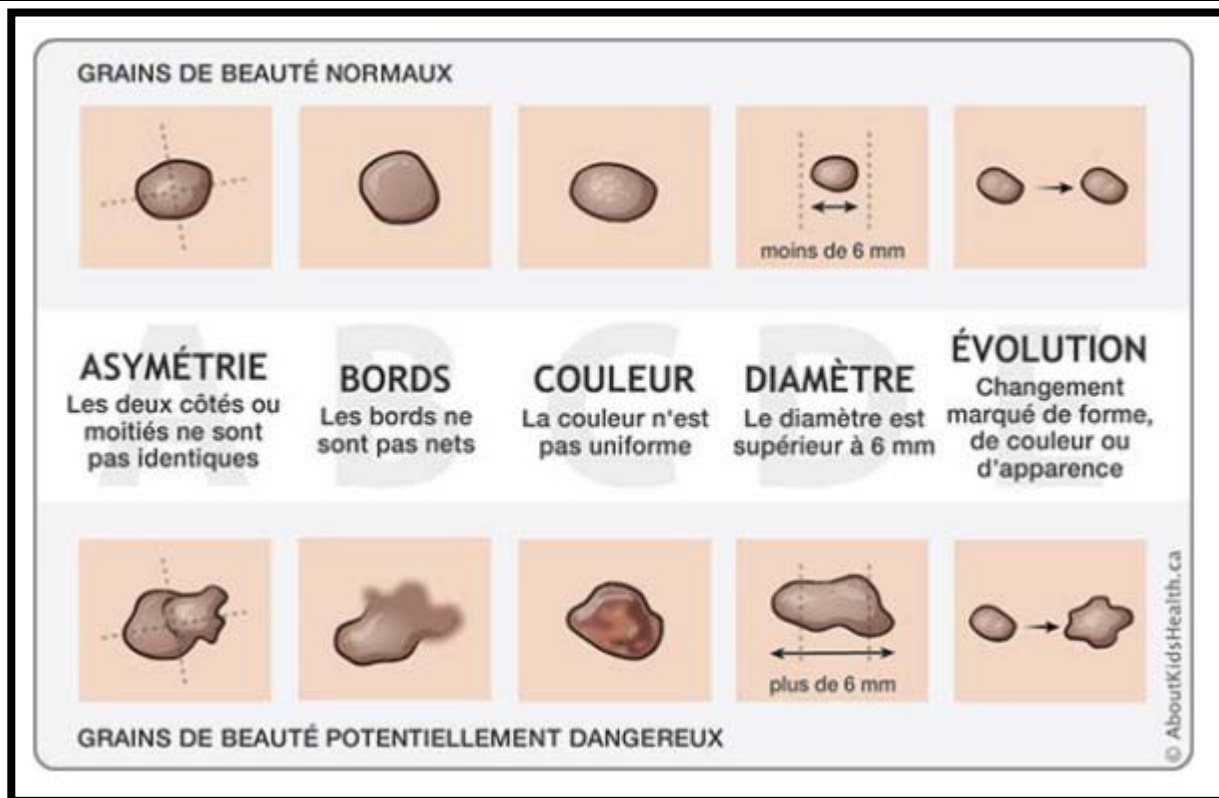 GRAINS DE BEAUTÉ NORMAUX
moins de 6 mm
A B C D E
ASYMÉTRIE
Les deux côtés ou
moitiés ne sont
pas identiques
BORDS
Les bords ne
sont pas nets
COULEUR
La couleur n'est
pas uniforme
DIAMÈTRE
Le diamètre est
supérieur à 6 mm
ÉVOLUTION
Changement
marqué de forme,
de couleur ou
d'apparence
plus de 6 mm
GRAINS DE BEAUTÉ POTENTIELLEMENT DANGEREUX
© AboutKidsHealth.ca